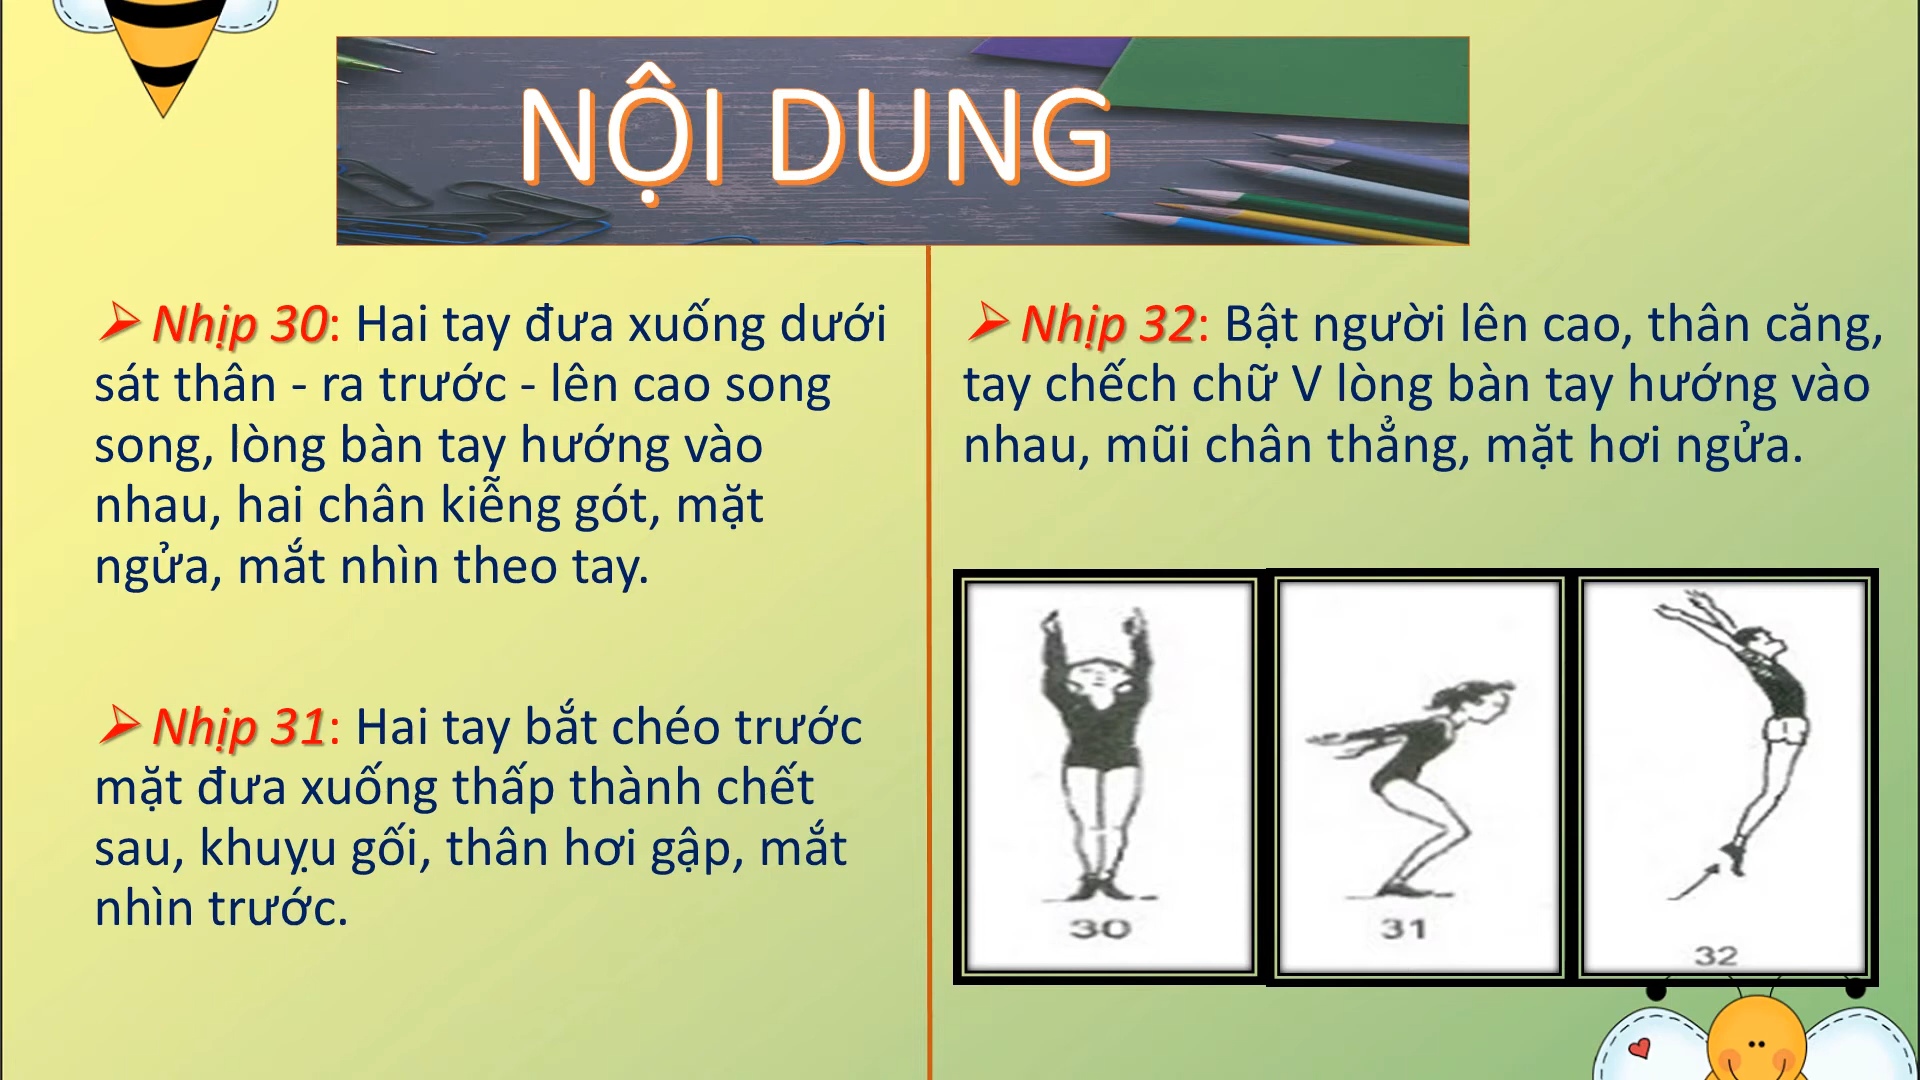 NỘI DUNG
Nhịp 30: Hai tay đưa xuống dưới
sát thân - ra trước - lên cao song
song, lòng bàn tay hướng vào
nhau, hai chân kiễng gót, mặt
ngửa, mắt nhìn theo tay.
Nhịp 31: Hai tay bắt chéo trước
mặt đưa xuống thấp thành chết
sau, khuỵu gối, thân hơi gập, mắt
nhìn trước.
Nhịp 32: Bật người lên cao, thân căng,
tay chếch chữ V lòng bàn tay hướng vào
nhau, mũi chân thẳng, mặt hơi ngửa.
30
31
32